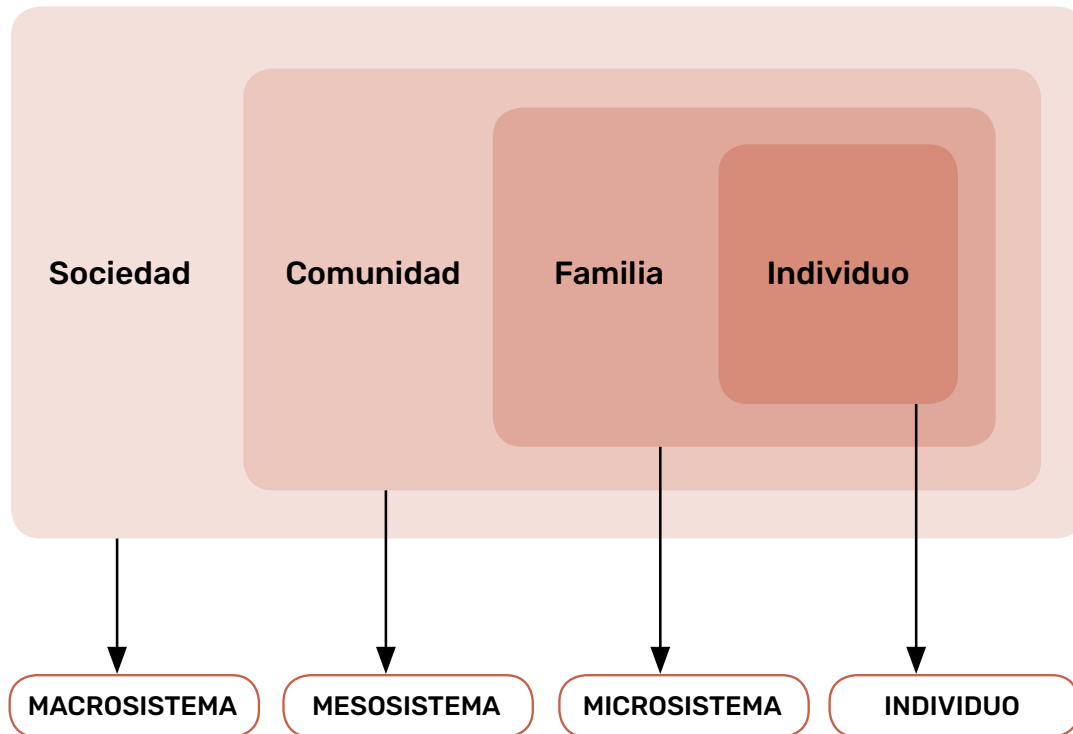 Sociedad
Comunidad
Familia
Individuo
MACROSISTEMA
MESOSISTEMA
MICROSISTEMA
INDIVIDUO